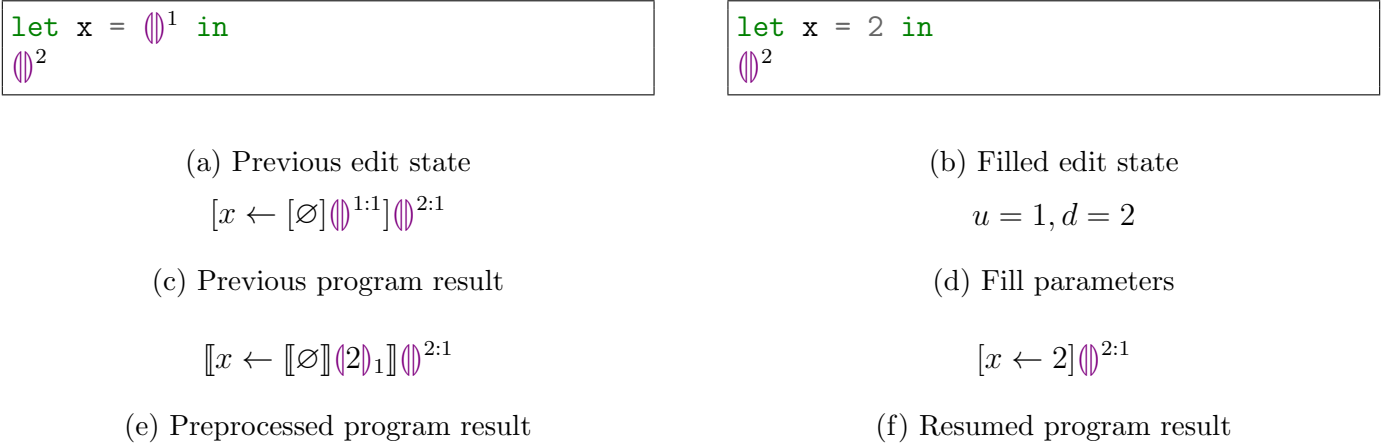 let x = ⦇⦈¹ in
⦇⦈²
let x = 2 in
⦇⦈²
(a) Previous edit state
(b) Filled edit state
[x ← [∅]⦇⦈¹:¹]⦇⦈²:¹
u = 1, d = 2
(c) Previous program result
(d) Fill parameters
⟦x ← ⟦∅⟧⦇2⦈₁⟧⦇⦈²:¹
[x ← 2]⦇⦈²:¹
(e) Preprocessed program result
(f) Resumed program result